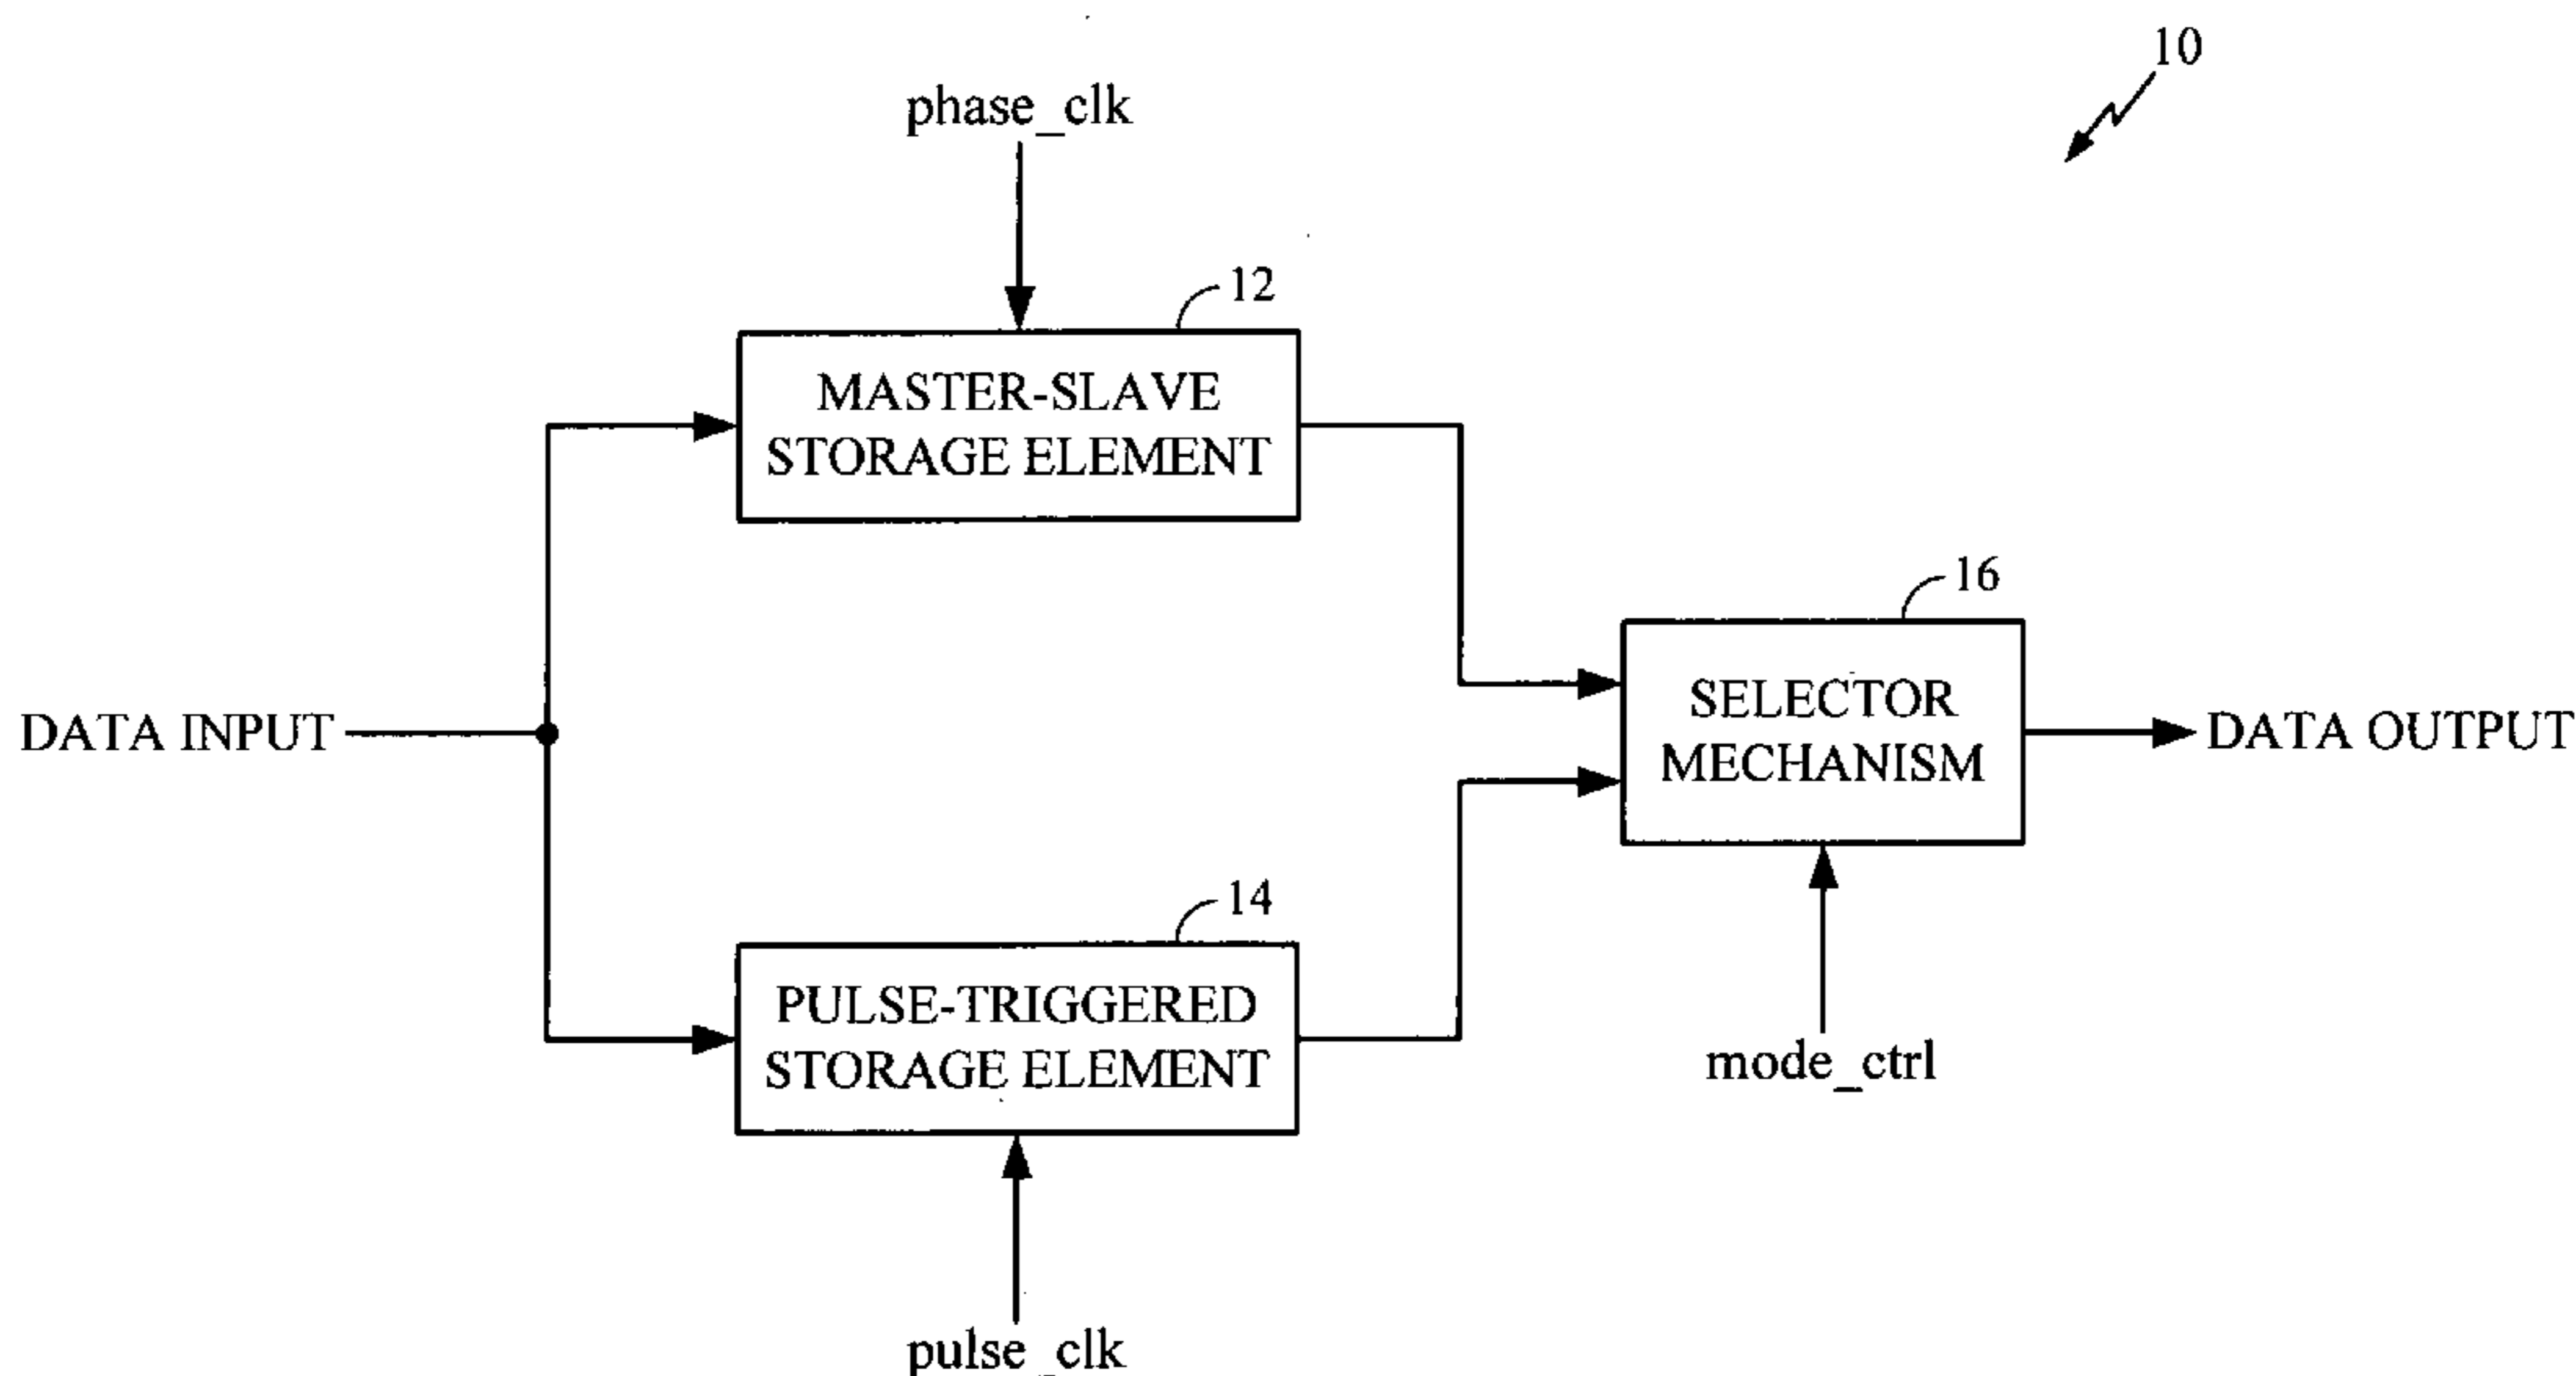 10
phase_clk
12
MASTER-SLAVE
STORAGE ELEMENT
16
SELECTOR
MECHANISM
DATA INPUT
DATA OUTPUT
14
PULSE-TRIGGERED
STORAGE ELEMENT
mode_ctrl
pulse_clk